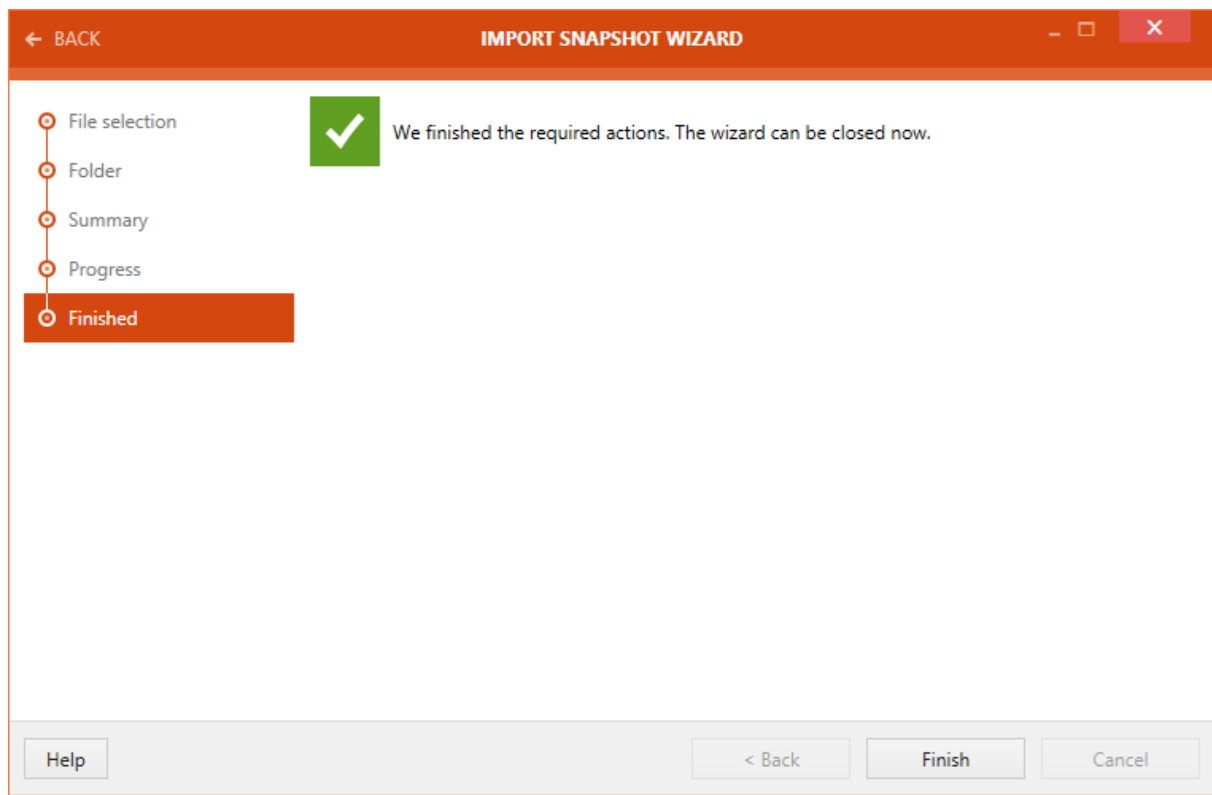 BACK
IMPORT SNAPSHOT WIZARD
File selection
We finished the required actions. The wizard can be closed now.
Folder
Summary
Progress
Finished
Help
< Back
Finish
Cancel